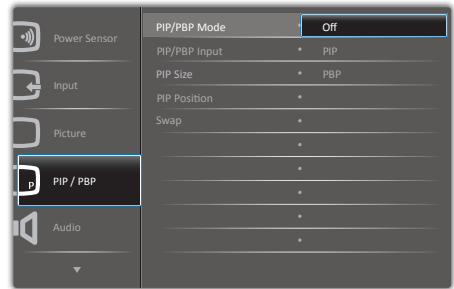 Power Sensor
Input
Picture
P
PIP / PBP
Audio
PIP/PBP Mode
PIP/PBP Input
PIP Size
PIP Position
Swap
Off
PIP
PBP